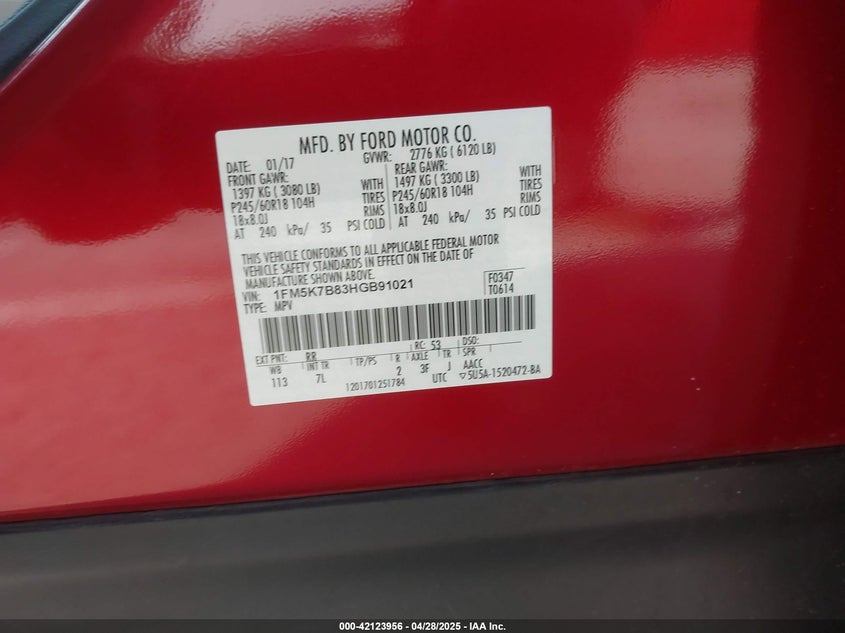 MFD. BY FORD MOTOR CO.
DATE: 01/17 GVWR: 2776 KG ( 6120 LB)
FRONT GAWR: REAR GAWR:
1397 KG ( 3080 LB) WITH 1497 KG ( 3300 LB) WITH
P245/60R18 104H TIRES P245/60R18 104H TIRES
18x8.0J RIMS 18x8.0J RIMS
AT 240 kPa/ 35 PSI COLD AT 240 kPa/ 35 PSI COLD
THIS VEHICLE CONFORMS TO ALL APPLICABLE FEDERAL MOTOR
VEHICLE SAFETY STANDARDS IN EFFECT ON THE DATE OF
MANUFACTURE SHOWN ABOVE.
VIN: 1FM5K7B83HGB91021 F0347
TYPE: MPV T0614
EXT PNT: RR RC: 53 DSO:
WB INT TR TP/PS R AXLE TR SPR
113 7L 2 3F J AACC
1201701251784 UTC ▽5U5A-1520472-BA
000-42123956 | 04/28/2025 - IAA Inc.